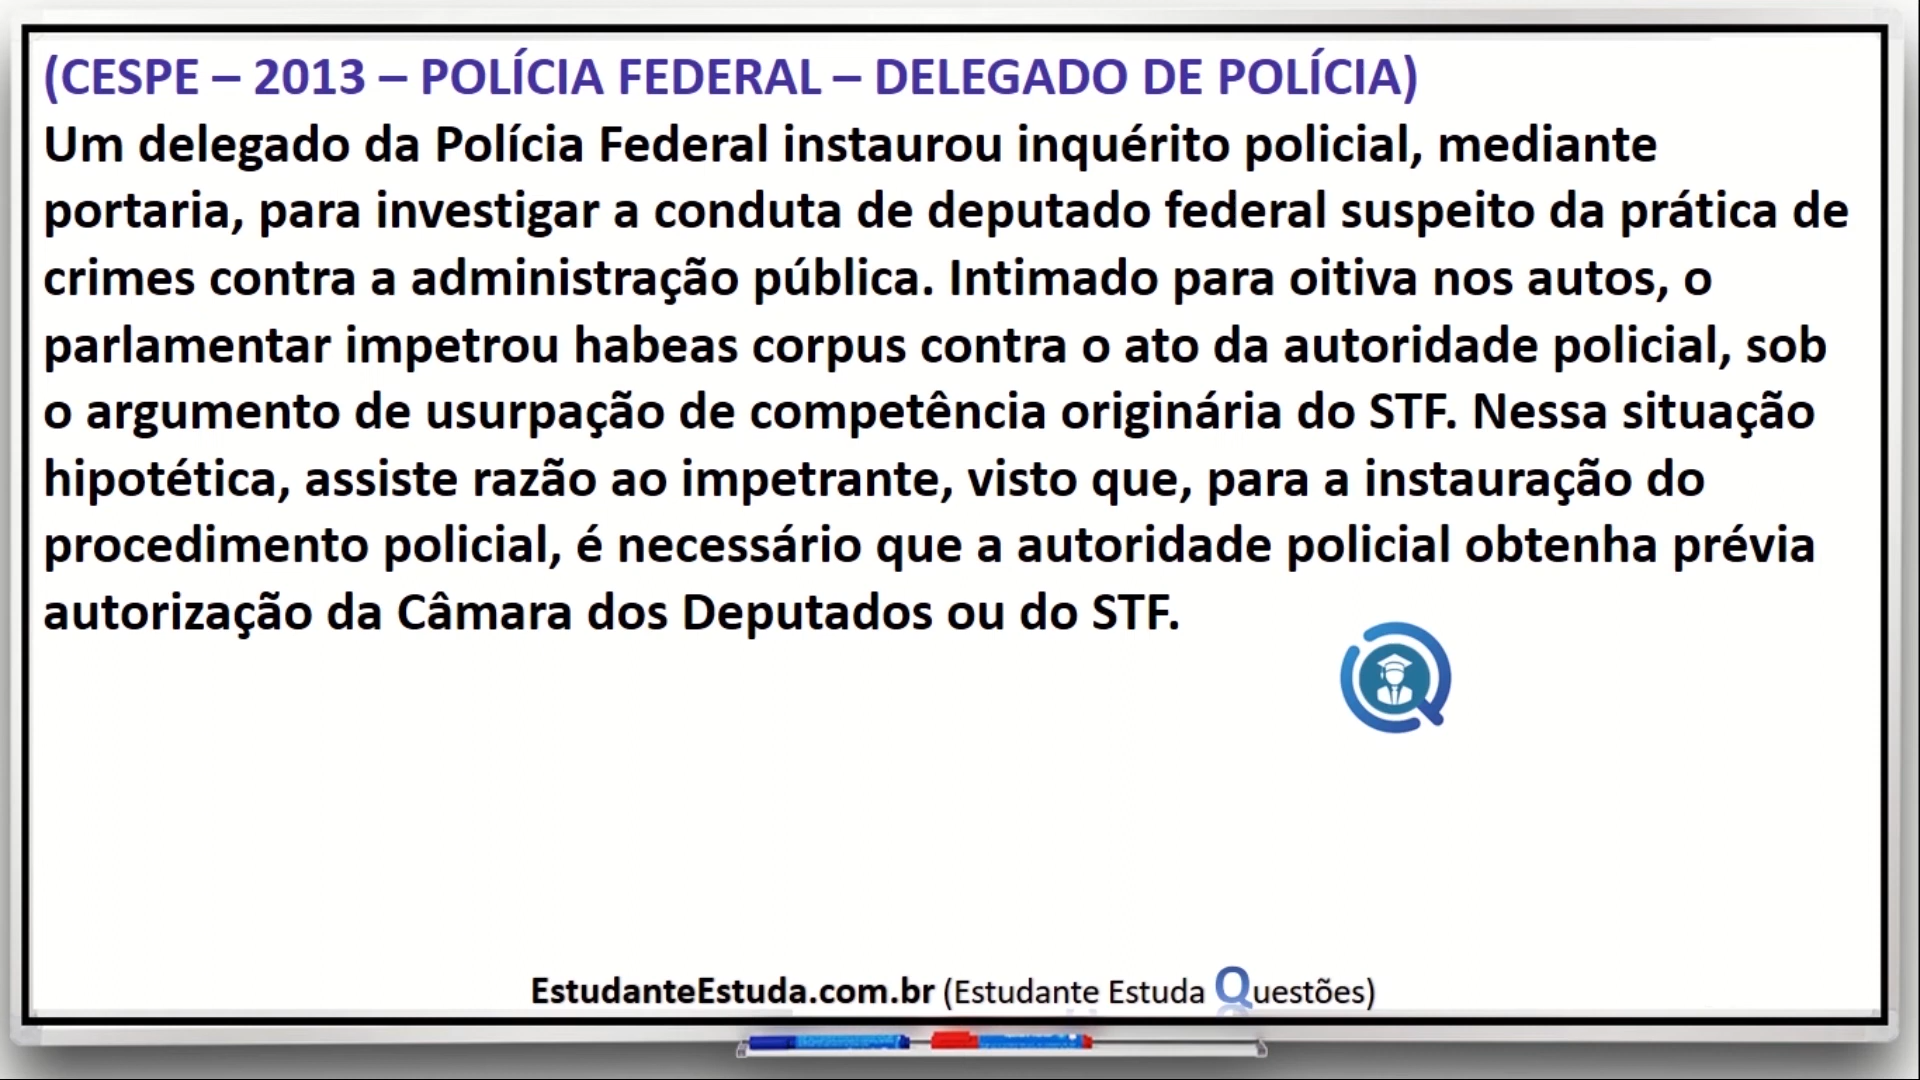 (CESPE – 2013 – POLÍCIA FEDERAL – DELEGADO DE POLÍCIA)
Um delegado da Polícia Federal instaurou inquérito policial, mediante
portaria, para investigar a conduta de deputado federal suspeito da prática de
crimes contra a administração pública. Intimado para oitiva nos autos, o
parlamentar impetrou habeas corpus contra o ato da autoridade policial, sob
o argumento de usurpação de competência originária do STF. Nessa situação
hipotética, assiste razão ao impetrante, visto que, para a instauração do
procedimento policial, é necessário que a autoridade policial obtenha prévia
autorização da Câmara dos Deputados ou do STF.
EstudanteEstuda.com.br (Estudante Estuda Questões)